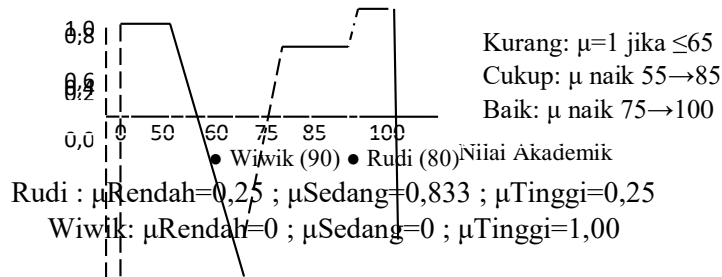 1,0
0,8
0,6
0,2
0,0
0 50 60 75 85 100
Kurang: μ=1 jika ≤65
Cukup: μ naik 55→85
Baik: μ naik 75→100
● Wiwik (90) ● Rudi (80)
Nilai Akademik
Rudi : μRendah=0,25 ; μSedang=0,833 ; μTinggi=0,25
Wiwik: μRendah=0 ; μSedang=0 ; μTinggi=1,00